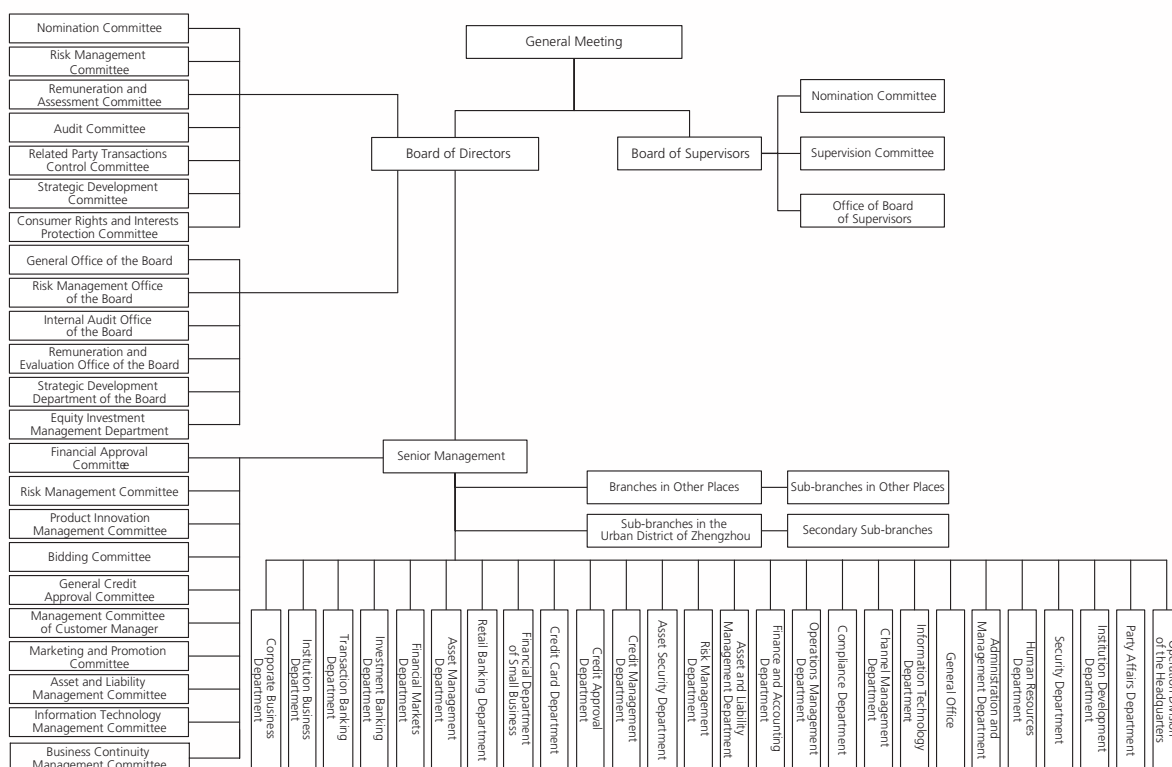 Nomination Committee
Risk Management
Committee
Remuneration and
Assessment Committee
Audit Committee
Related Party Transactions
Control Committee
Strategic Development
Committee
Consumer Rights and Interests
Protection Committee
General Office of the Board
Risk Management Office
of the Board
Internal Audit Office
of the Board
Remuneration and
Evaluation Office of the Board
Strategic Development
Department of the Board
Equity Investment
Management Department
Financial Approval
Committee
Risk Management Committee
Product Innovation
Management Committee
Bidding Committee
General Credit
Approval Committee
Management Committee
of Customer Manager
Marketing and Promotion
Committee
Asset and Liability
Management Committee
Information Technology
Management Committee
Business Continuity
Management Committee
General Meeting
Board of Directors
Board of Supervisors
Nomination Committee
Supervision Committee
Office of Board
of Supervisors
Senior Management
Branches in Other Places
Sub-branches in Other Places
Sub-branches in the
Urban District of Zhengzhou
Secondary Sub-branches
Corporate Business
Department
Institution Business
Department
Transaction Banking
Department
Investment Banking
Department
Financial Markets
Department
Asset Management
Department
Retail Banking Department
Financial Department
of Small Business
Credit Card Department
Credit Approval
Department
Credit Management
Department
Asset Security Department
Risk Management
Department
Asset and Liability
Management Department
Finance and Accounting
Department
Operations Management
Department
Compliance Department
Channel Management
Department
Information Technology
Department
General Office
Administration and
Management Department
Human Resources
Department
Security Department
Institution Development
Department
Party Affairs Department
Operation Division
of the Headquarters